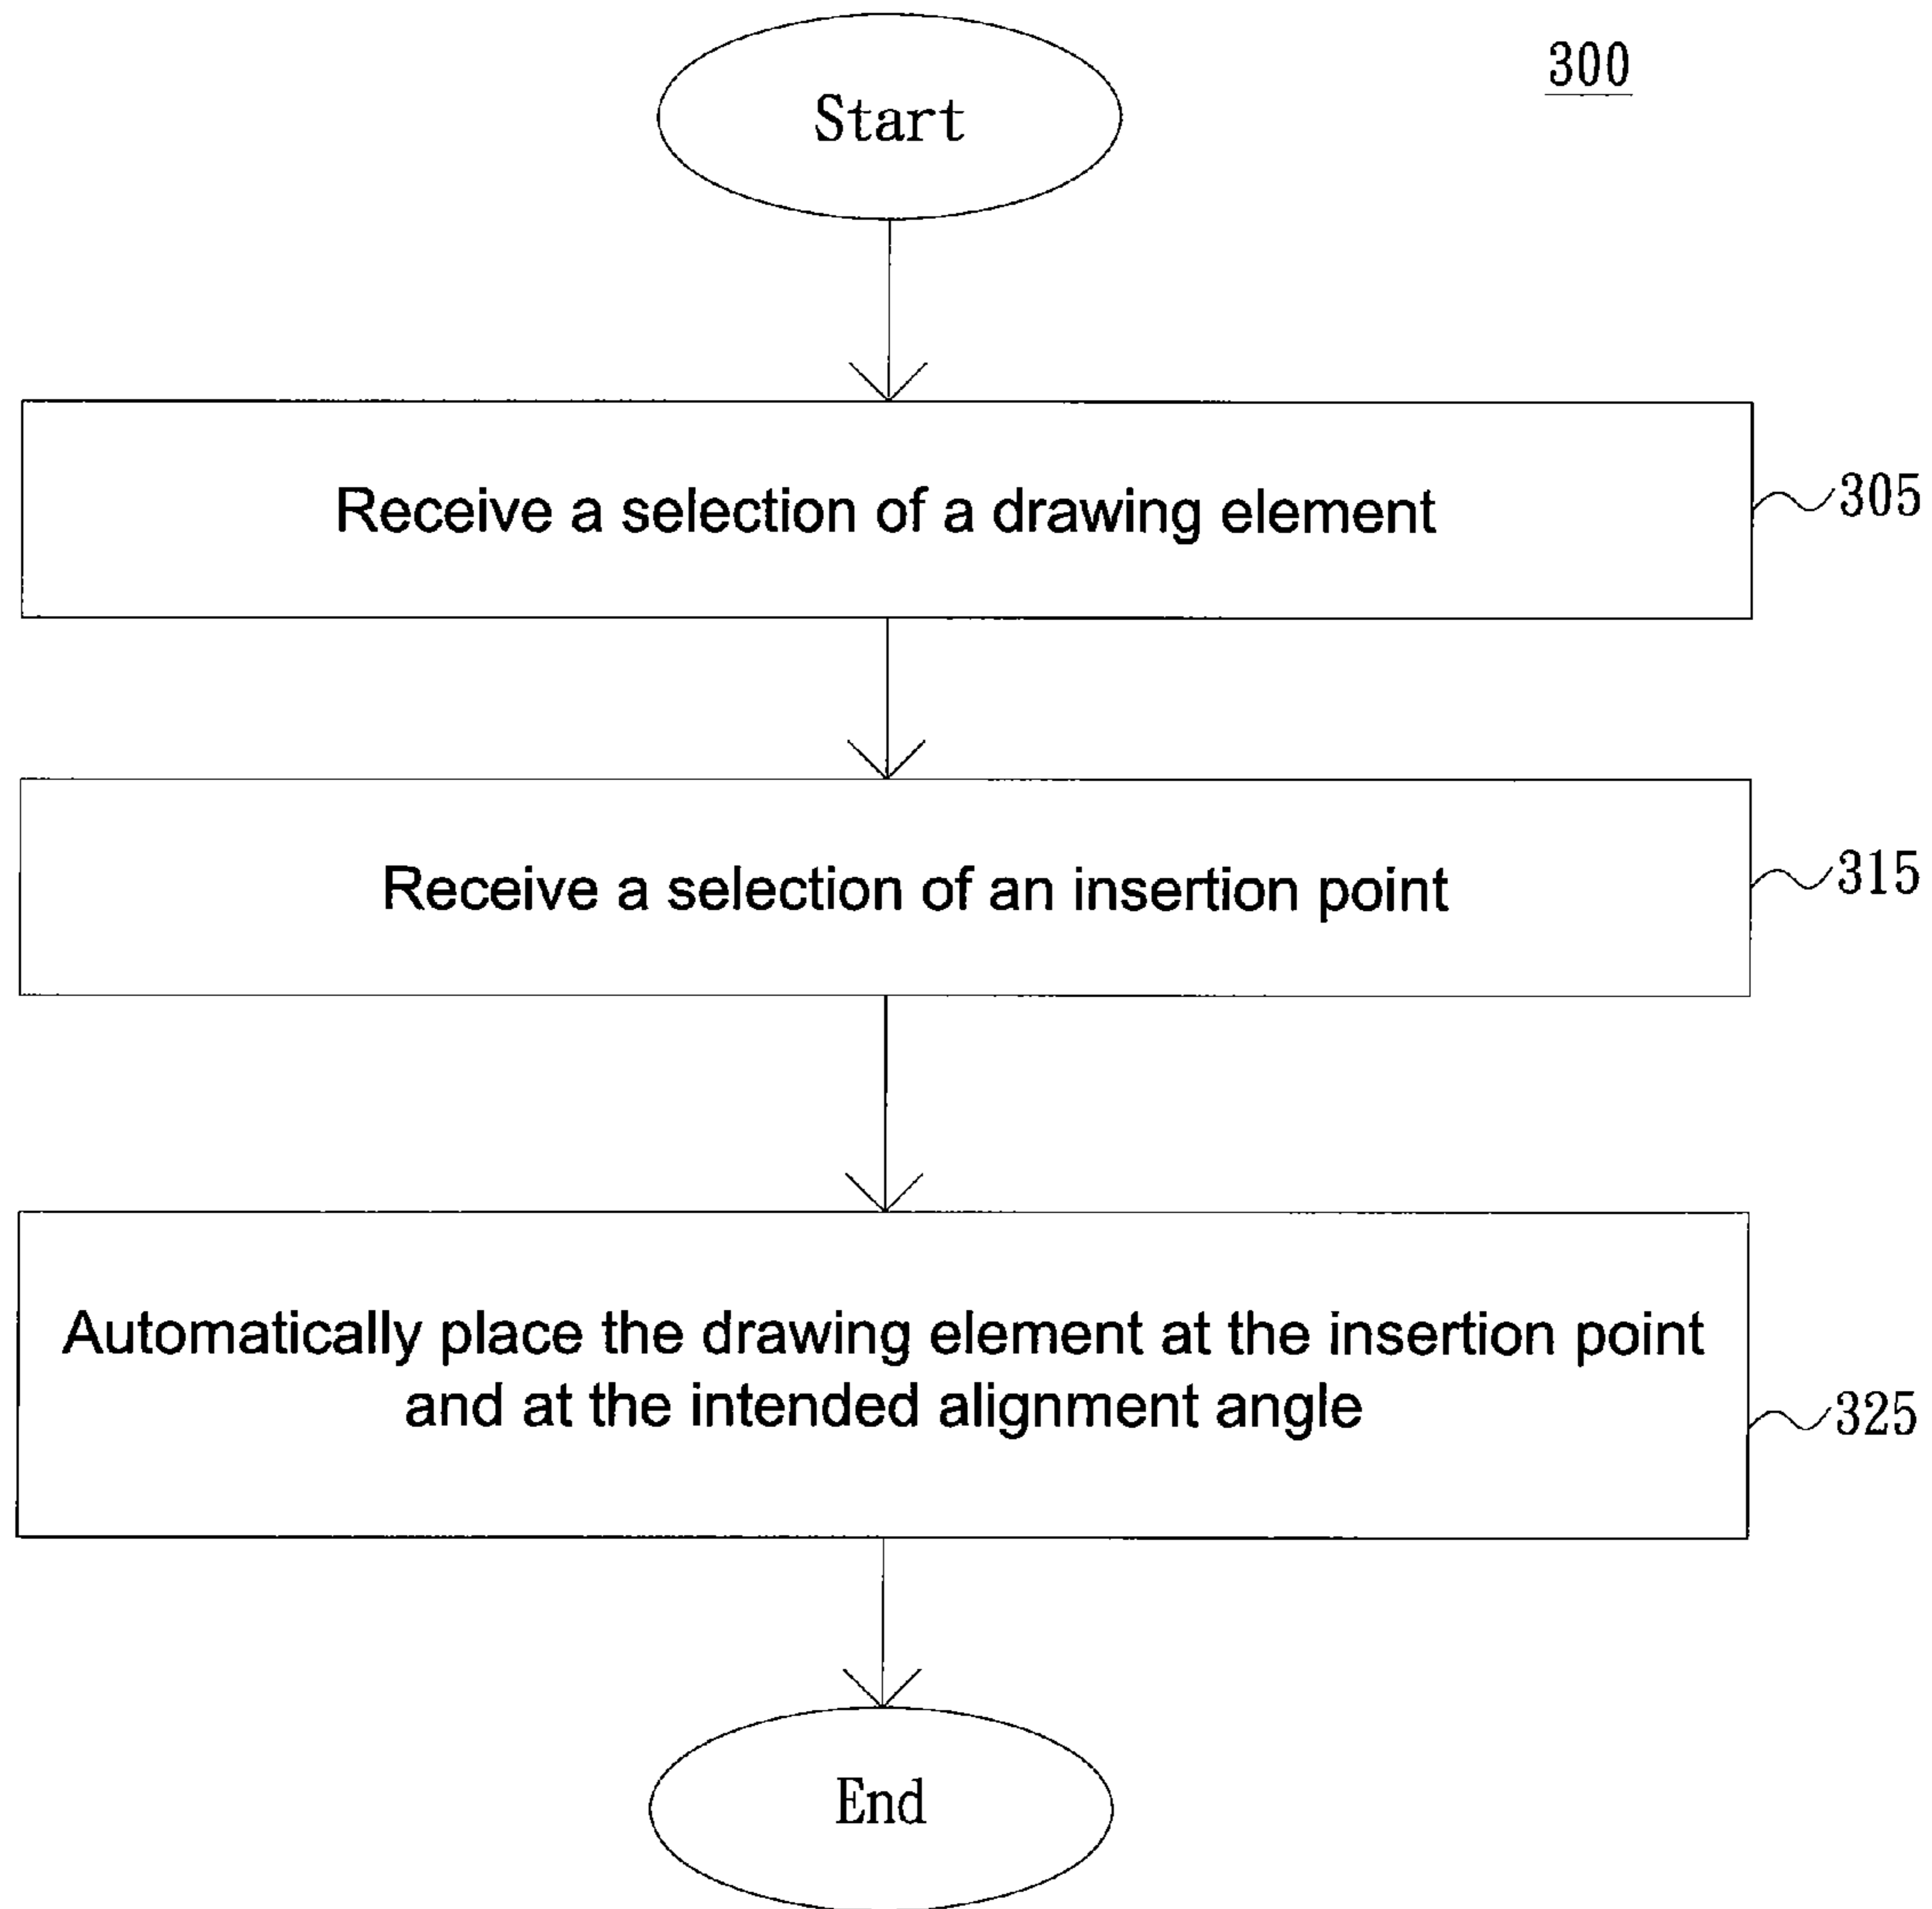 300
Start
Receive a selection of a drawing element
305
Receive a selection of an insertion point
315
Automatically place the drawing element at the insertion point
and at the intended alignment angle
325
End